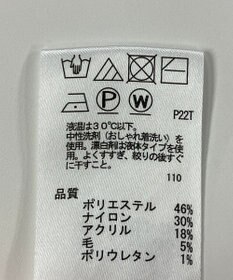 P W
P22T
液温は30℃以下。
中性洗剤(おしゃれ着洗い)を使
用。漂白剤は液体タイプを使
用。よくすすぎ、絞りの後すぐ
に干すこと。
110
品質
ポリエステル 46%
ナイロン 30%
アクリル 18%
毛 5%
ポリウレタン 1%